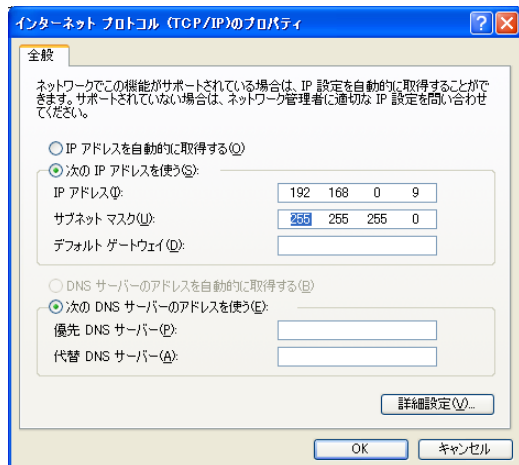 インターネット プロトコル (TCP/IP)のプロパティ
全般
ネットワークでこの機能がサポートされている場合は、IP 設定を自動的に取得することがで
きます。サポートされていない場合は、ネットワーク管理者に適切な IP 設定を問い合わせ
てください。
IP アドレスを自動的に取得する(O)
次の IP アドレスを使う(S):
IP アドレス(I): 192 168 0 9
サブネット マスク(U): 255 255 255 0
デフォルト ゲートウェイ(D):
DNS サーバーのアドレスを自動的に取得する(B)
次の DNS サーバーのアドレスを使う(E):
優先 DNS サーバー(P):
代替 DNS サーバー(A):
詳細設定(V)...
OK キャンセル